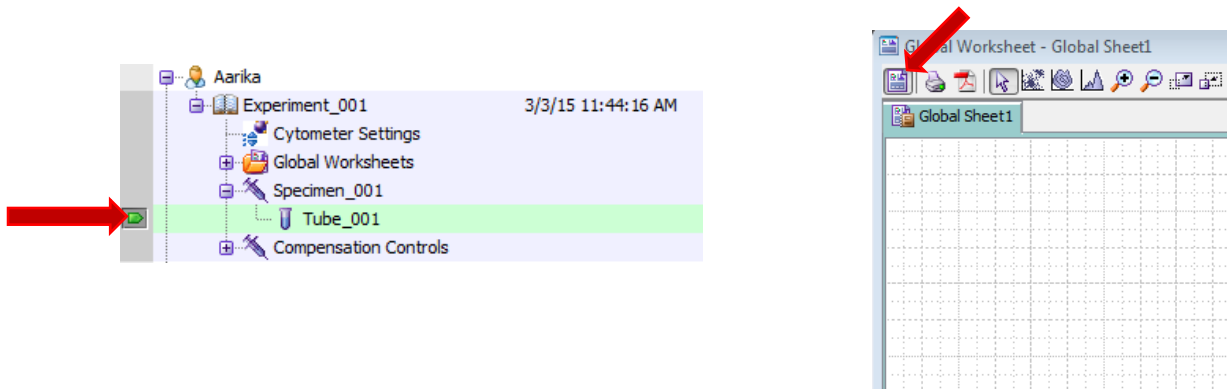 Aarika
Experiment_001 3/3/15 11:44:16 AM
Cytometer Settings
Global Worksheets
Specimen_001
Tube_001
Compensation Controls
Worksheet - Global Sheet1
Global Sheet1